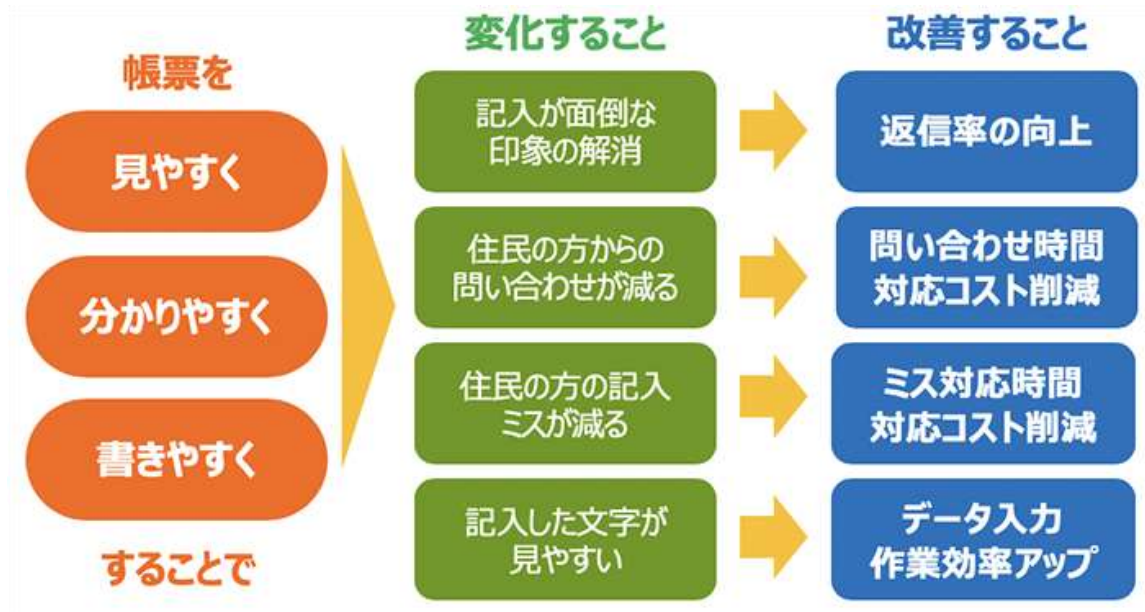 帳票を
見やすく
分かりやすく
書きやすく
することで
変化すること
記入が面倒な
印象の解消
住民の方からの
問い合わせが減る
住民の方の記入
ミスが減る
記入した文字が
見やすい
改善すること
返信率の向上
問い合わせ時間
対応コスト削減
ミス対応時間
対応コスト削減
データ入力
作業効率アップ